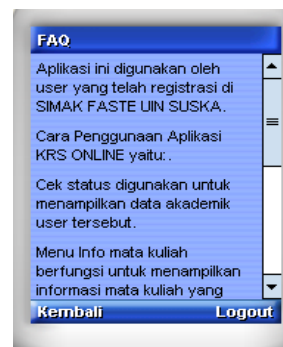 FAQ
Aplikasi ini digunakan oleh
user yang telah registrasi di
SIMAK FASTE UIN SUSKA.
Cara Penggunaan Aplikasi
KRS ONLINE yaitu:.
Cek status digunakan untuk
menampilkan data akademik
user tersebut.
Menu Info mata kuliah
berfungsi untuk menampilkan
informasi mata kuliah yang
Kembali Logout